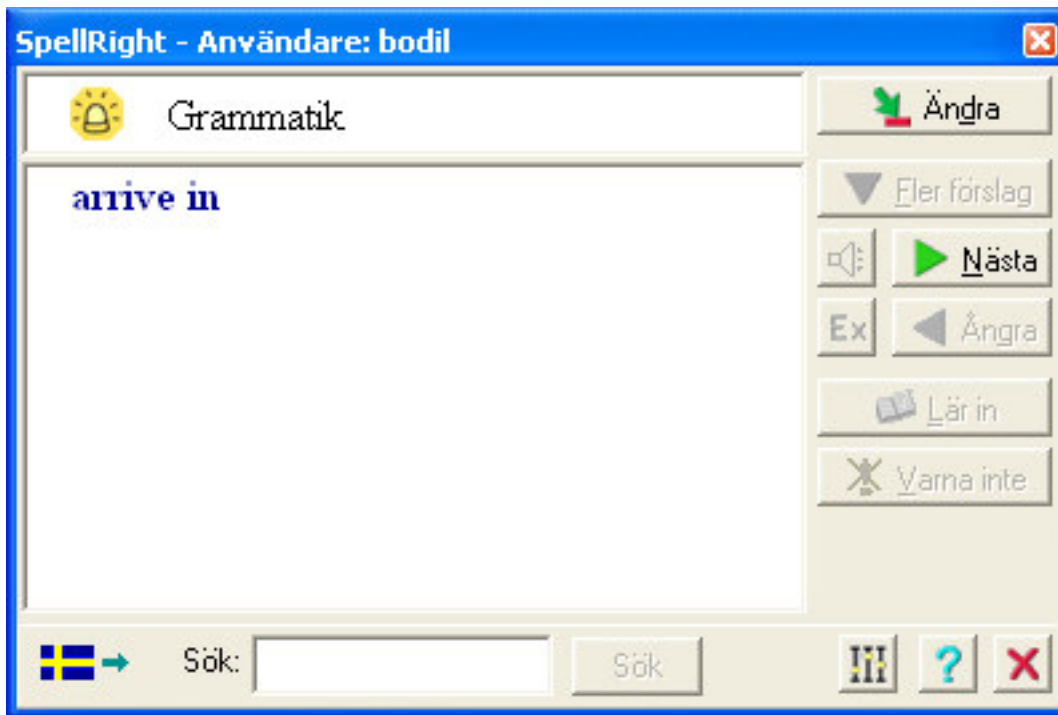 SpellRight - Användare: bodil
Grammatik
Ändra
arrive in
Fler förslag
Nästa
Ex
Ångra
Lär in
Varna inte
Sök:
Sök
?